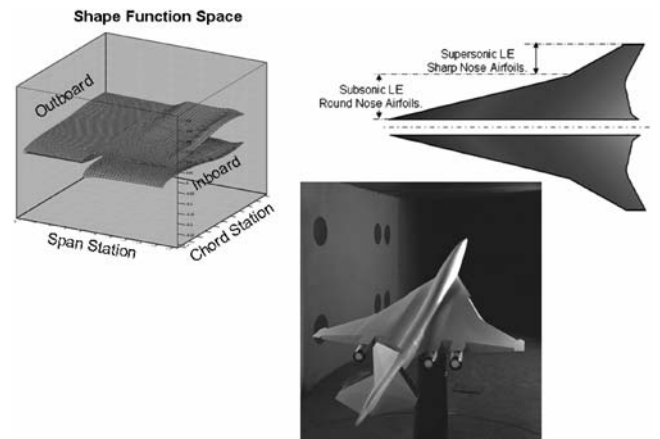 Shape Function Space
Outboard
Inboard
Span Station
Chord Station
Supersonic LE
Sharp Nose Airfoils.
Subsonic LE
Round Nose Airfoils.